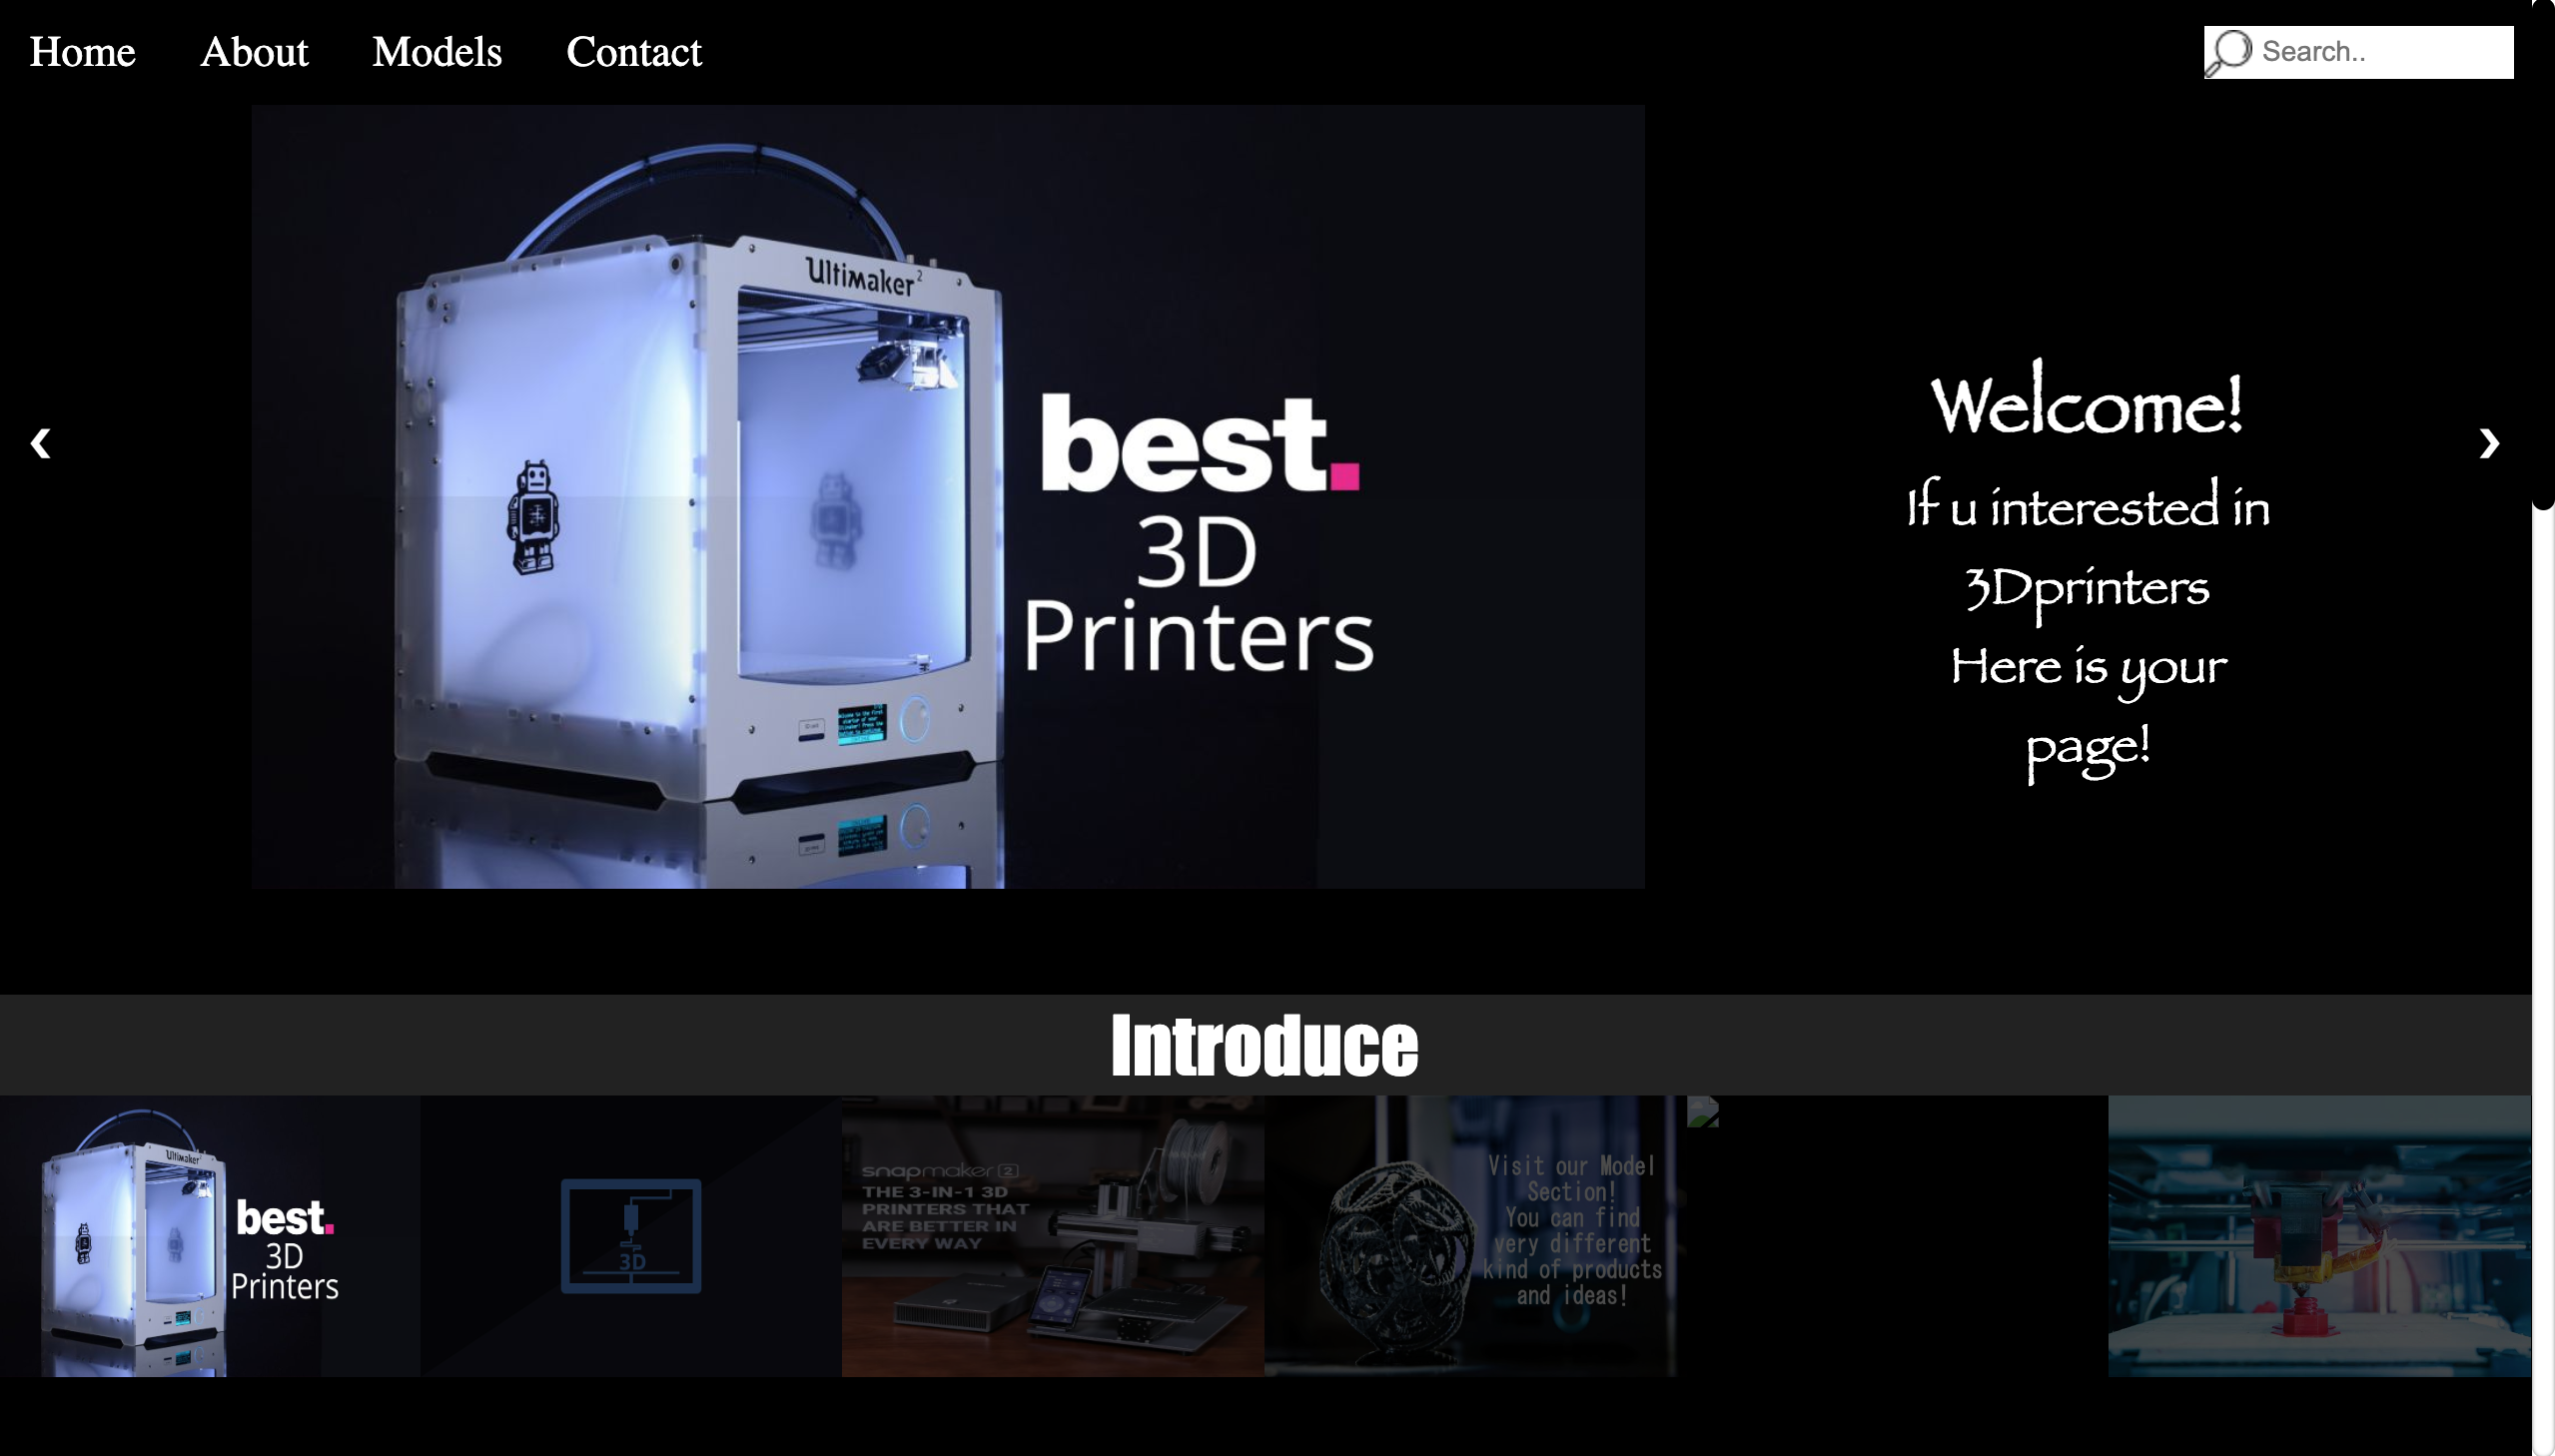 Home About Models Contact
Search..
Ultimaker²
best.
3D
Printers
Welcome!
If u interested in
3Dprinters
Here is your
page!
Introduce
Ultimaker²
best.
3D
Printers
3D
snapmaker 2
THE 3-IN-1 3D
PRINTERS THAT
ARE BETTER IN
EVERY WAY
Visit our Model
Section!
You can find
very different
kind of products
and ideas!